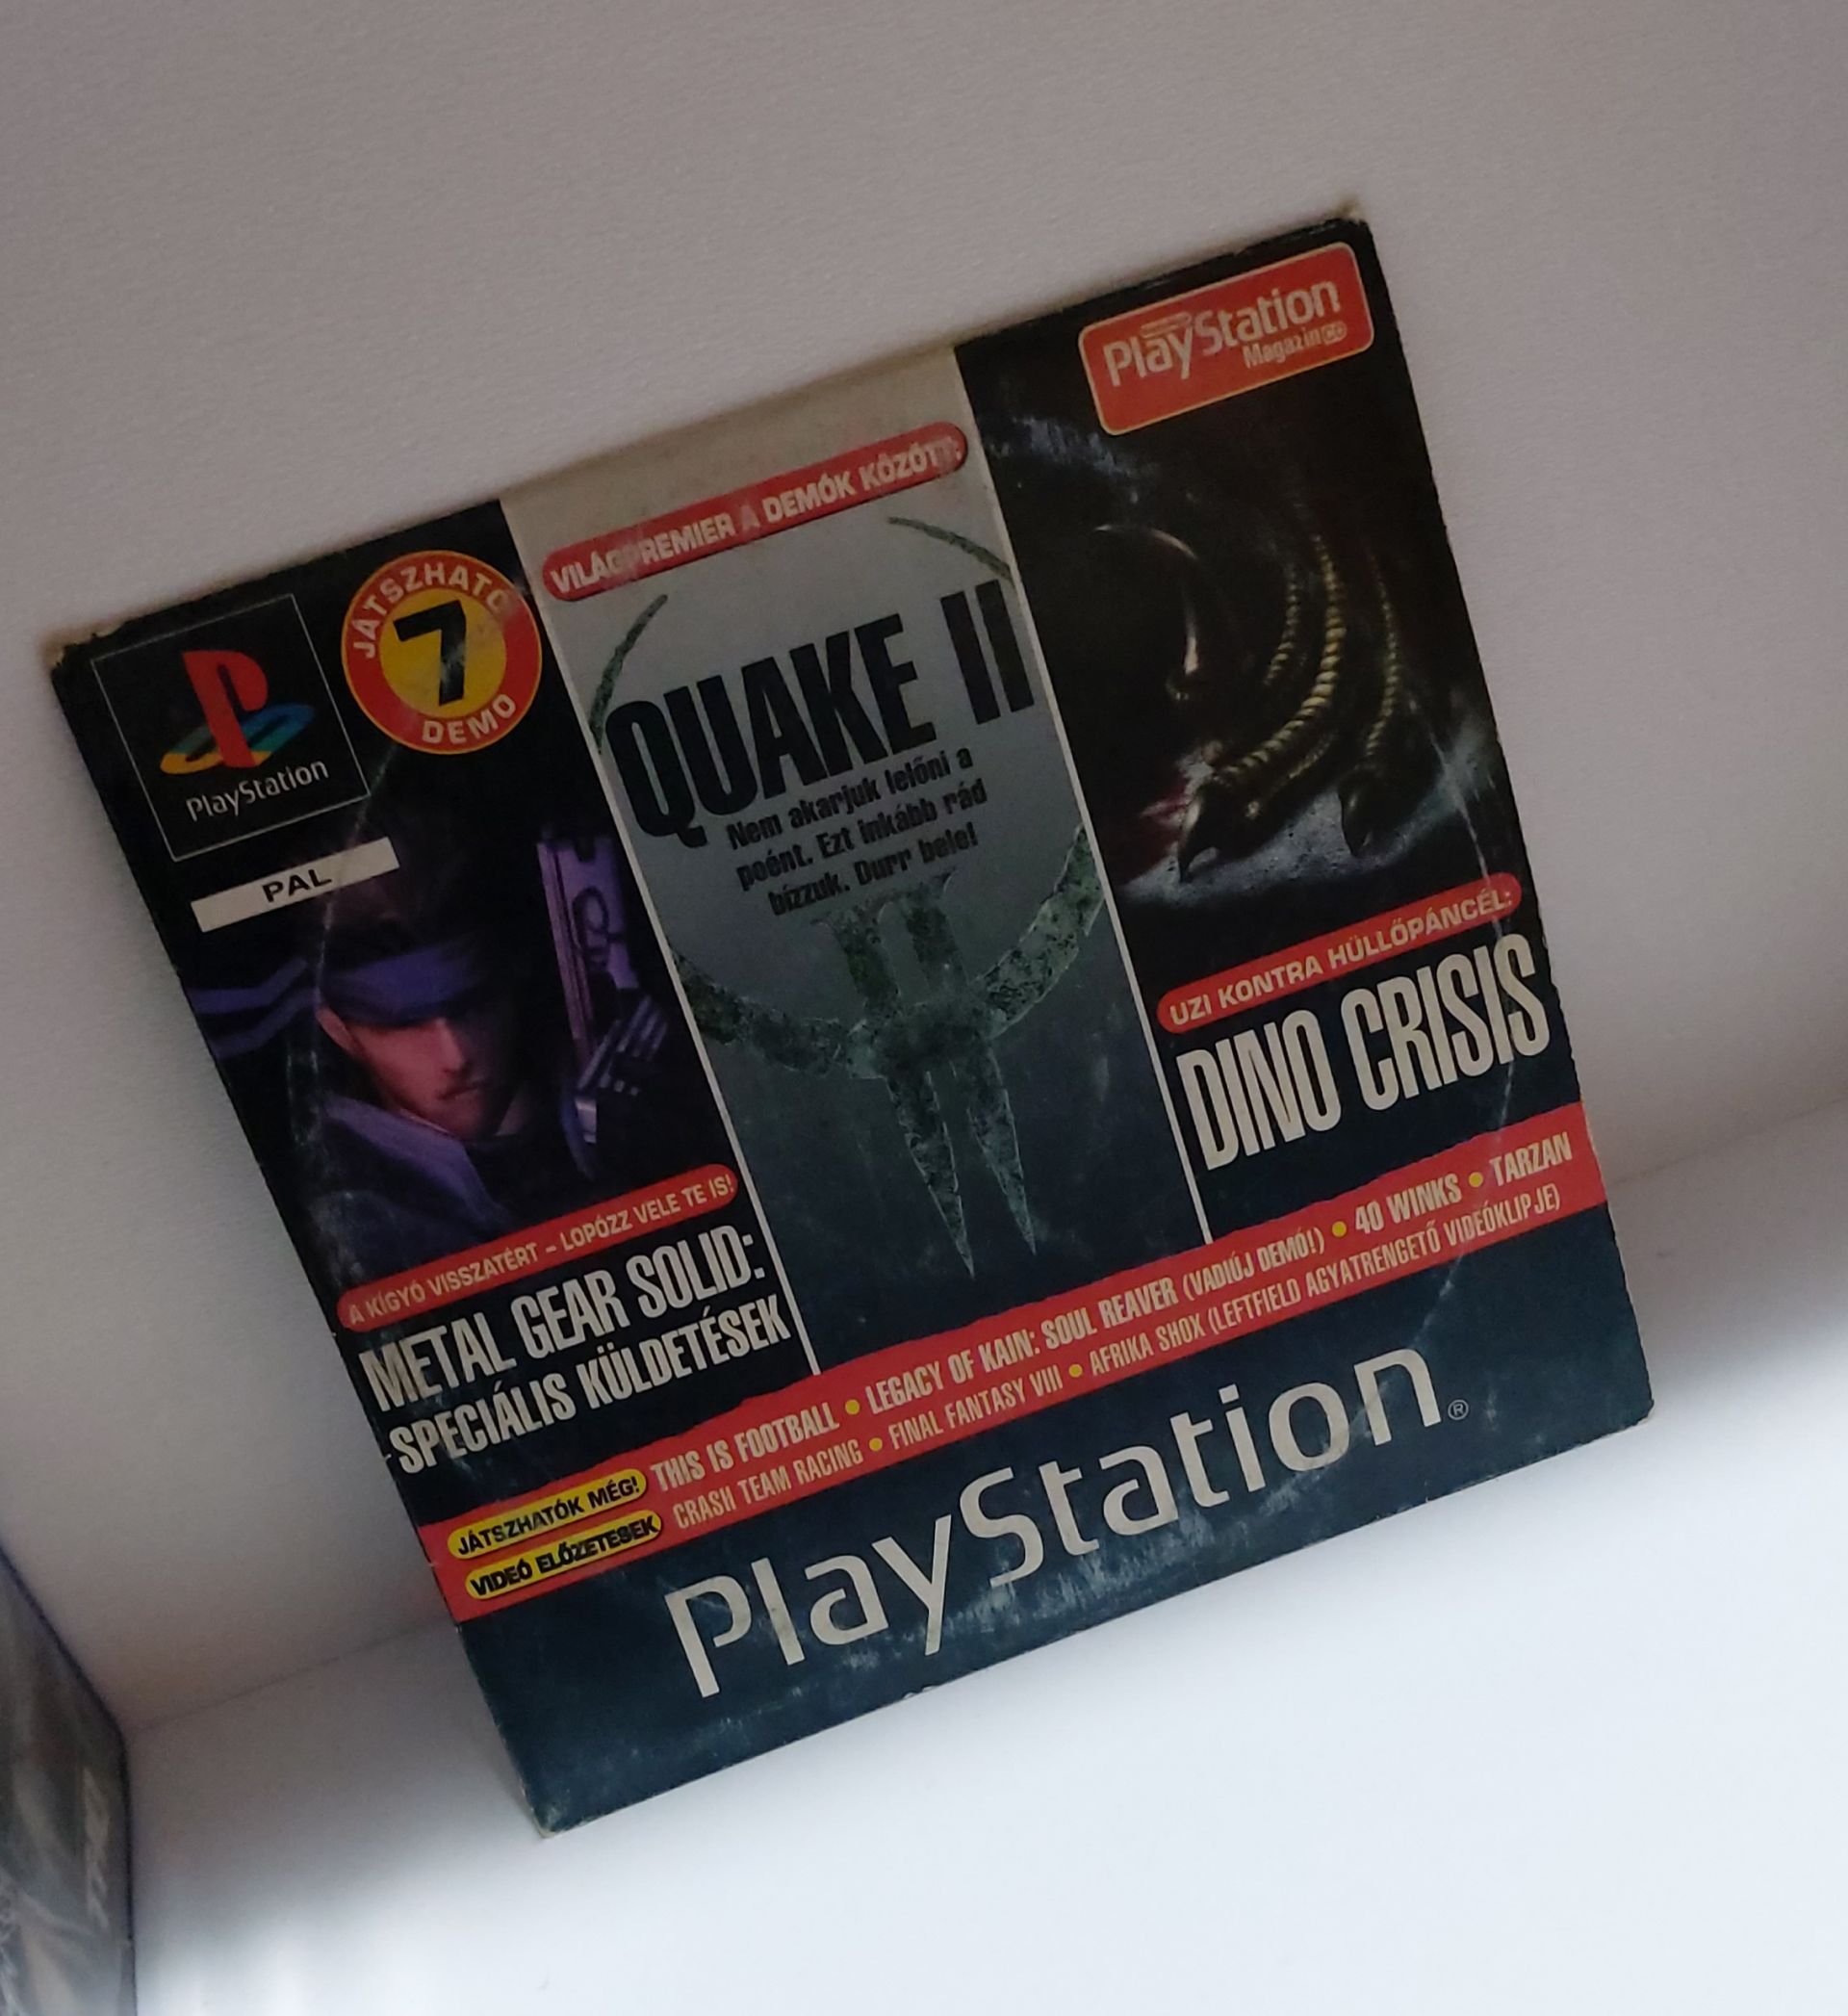 PlayStation
Magazin CD
VILÁGPREMIER A DEMÓK KÖZÖTT:
JÁTSZHATÓ
7
DEMO
PlayStation
PAL
QUAKE II
Nem akarjuk lelőni a
poént. Ezt inkább rád
bízzuk. Durr bele!
UZI KONTRA HÜLLŐPÁNCÉL:
DINO CRISIS
A KÍGYÓ VISSZATÉRT – LOPÓZZ VELE TE IS!
METAL GEAR SOLID:
SPECIÁLIS KÜLDETÉSEK
JÁTSZHATÓK MÉG! THIS IS FOOTBALL • LEGACY OF KAIN: SOUL REAVER (VADIÚJ DEMÓ!) • 40 WINKS • TARZAN
VIDEÓ ELŐZETESEK CRASH TEAM RACING • FINAL FANTASY VIII • AFRIKA SHOX (LEFTFIELD AGYATRENGETŐ VIDEÓKLIPJE)
PlayStation®